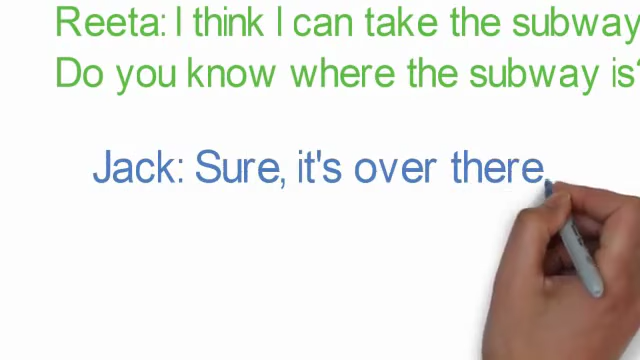 Reeta: I think I can take the subway
Do you know where the subway is?
Jack: Sure, it's over there.